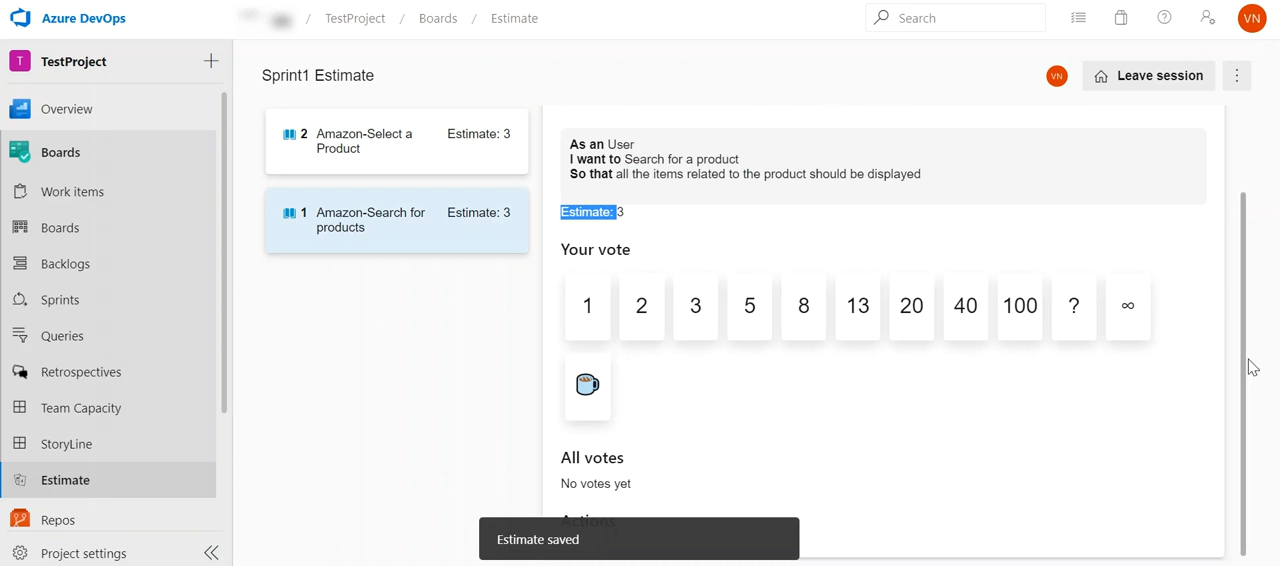 Azure DevOps
/ TestProject / Boards / Estimate
Search
VN
T TestProject
Sprint1 Estimate
VN
Leave session
Overview
Boards
Work items
Boards
Backlogs
Sprints
Queries
Retrospectives
Team Capacity
StoryLine
Estimate
Repos
Project settings
2 Amazon-Select a Estimate: 3
Product
1 Amazon-Search for Estimate: 3
products
As an User
I want to Search for a product
So that all the items related to the product should be displayed
Estimate: 3
Your vote
1 2 3 5 8 13 20 40 100 ? ∞
All votes
No votes yet
Actions
Estimate saved